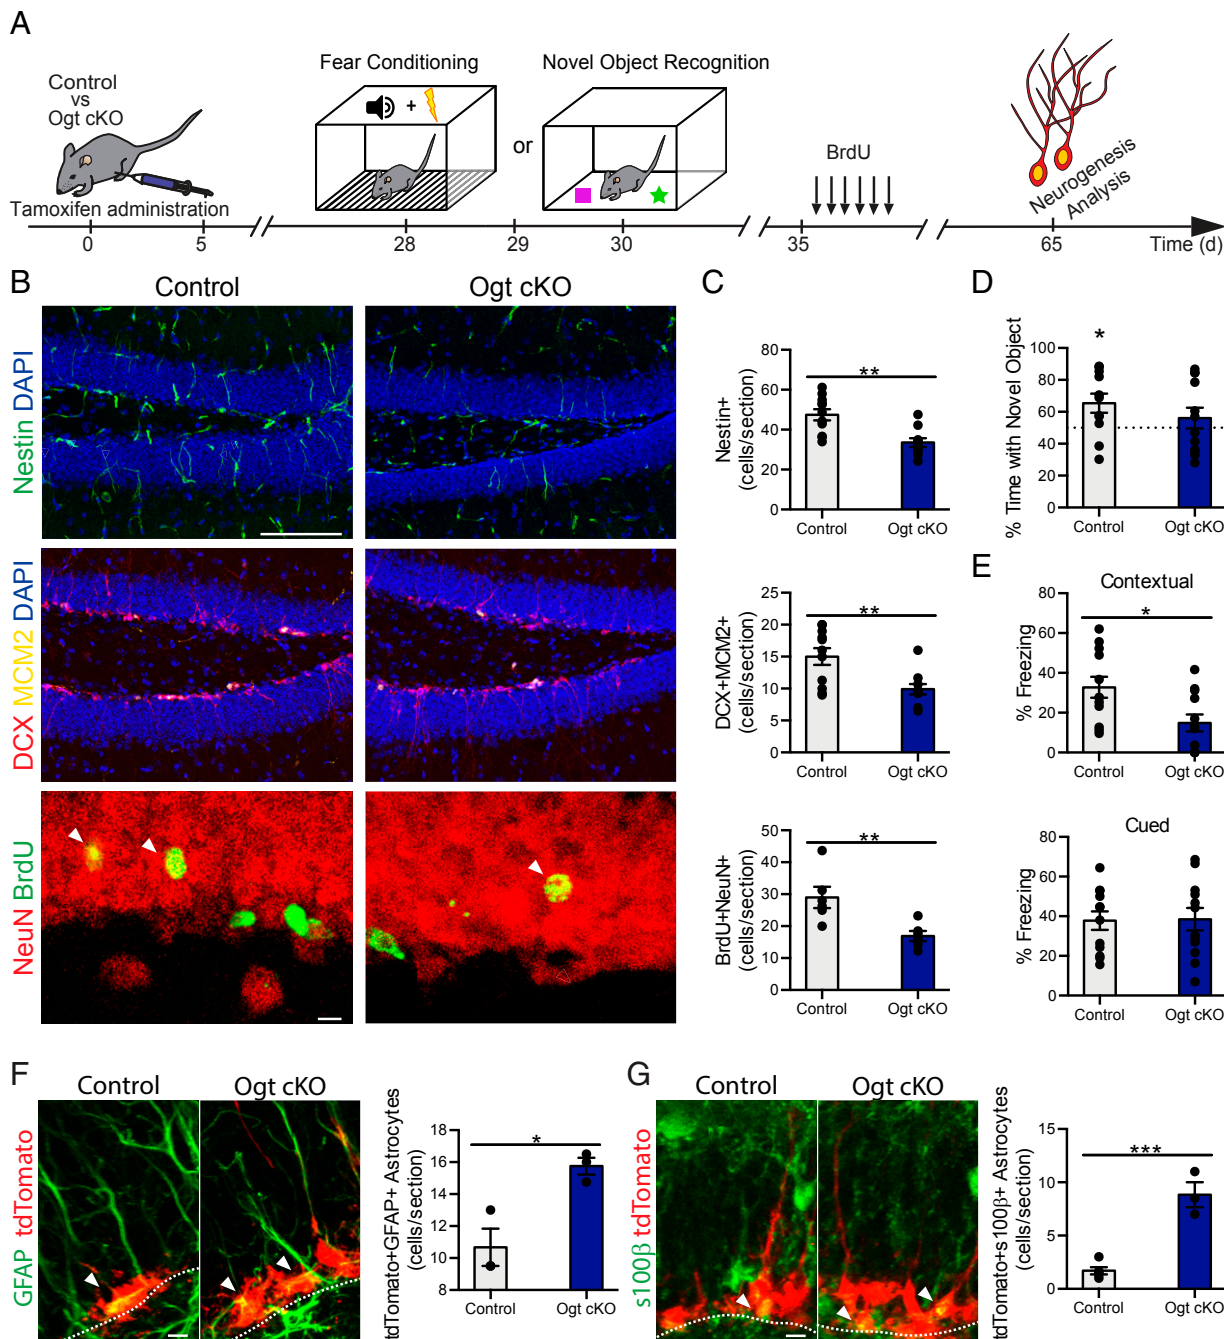 A
Control
vs
Ogt cKO
Tamoxifen administration
Fear Conditioning
+
or
Novel Object Recognition
BrdU
Neurogenesis
Analysis
0
5
28
29
30
35
65
Time (d)
B
Control
Ogt cKO
Nestin DAPI
DCX MCM2 DAPI
NeuN BrdU
C
Nestin+
(cells/section)
80
60
40
20
0
**
Control
Ogt cKO
DCX+MCM2+
(cells/section)
25
20
15
10
5
0
**
Control
Ogt cKO
BrdU+NeuN+
(cells/section)
50
40
30
20
10
0
**
Control
Ogt cKO
D
% Time with Novel Object
100
80
60
40
20
0
*
Control
Ogt cKO
E
Contextual
% Freezing
80
60
40
20
0
*
Control
Ogt cKO
Cued
% Freezing
80
60
40
20
0
Control
Ogt cKO
F
Control
Ogt cKO
GFAP tdTomato
tdTomato+GFAP+ Astrocytes
(cells/section)
18
16
14
12
10
8
*
Control
Ogt cKO
G
Control
Ogt cKO
s100β tdTomato
tdTomato+s100β+ Astrocytes
(cells/section)
15
10
5
0
***
Control
Ogt cKO